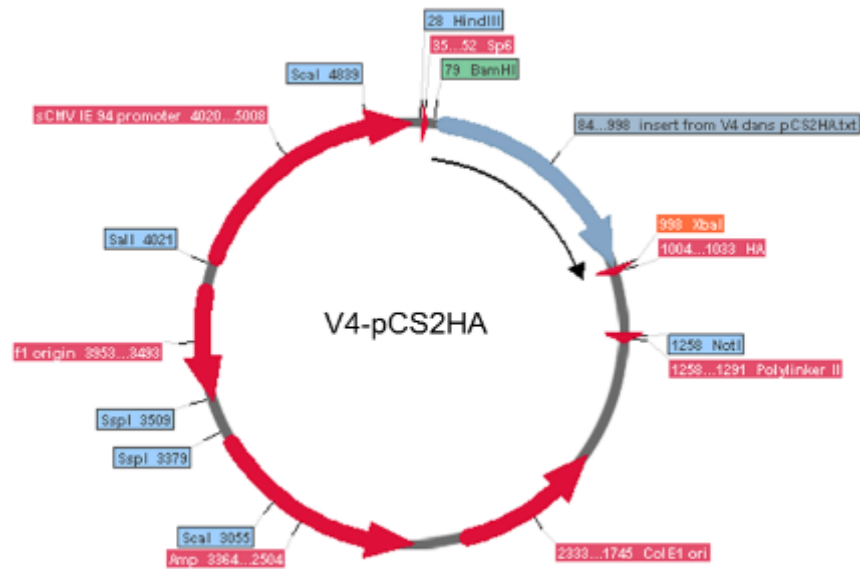 28 HindIII
35...52 Sp6
79 BamHI
ScaI 4839
sCMV IE 94 promoter 4020...5008
84...998 insert from V4 dans pCS2HA.txt
998 XbaI
1004...1033 HA
SalI 4021
V4-pCS2HA
1258 NotI
1258...1291 Polylinker II
f1 origin 3953...3493
SspI 3509
SspI 3379
ScaI 3055
Amp 3364...2504
2333...1745 ColE1 ori